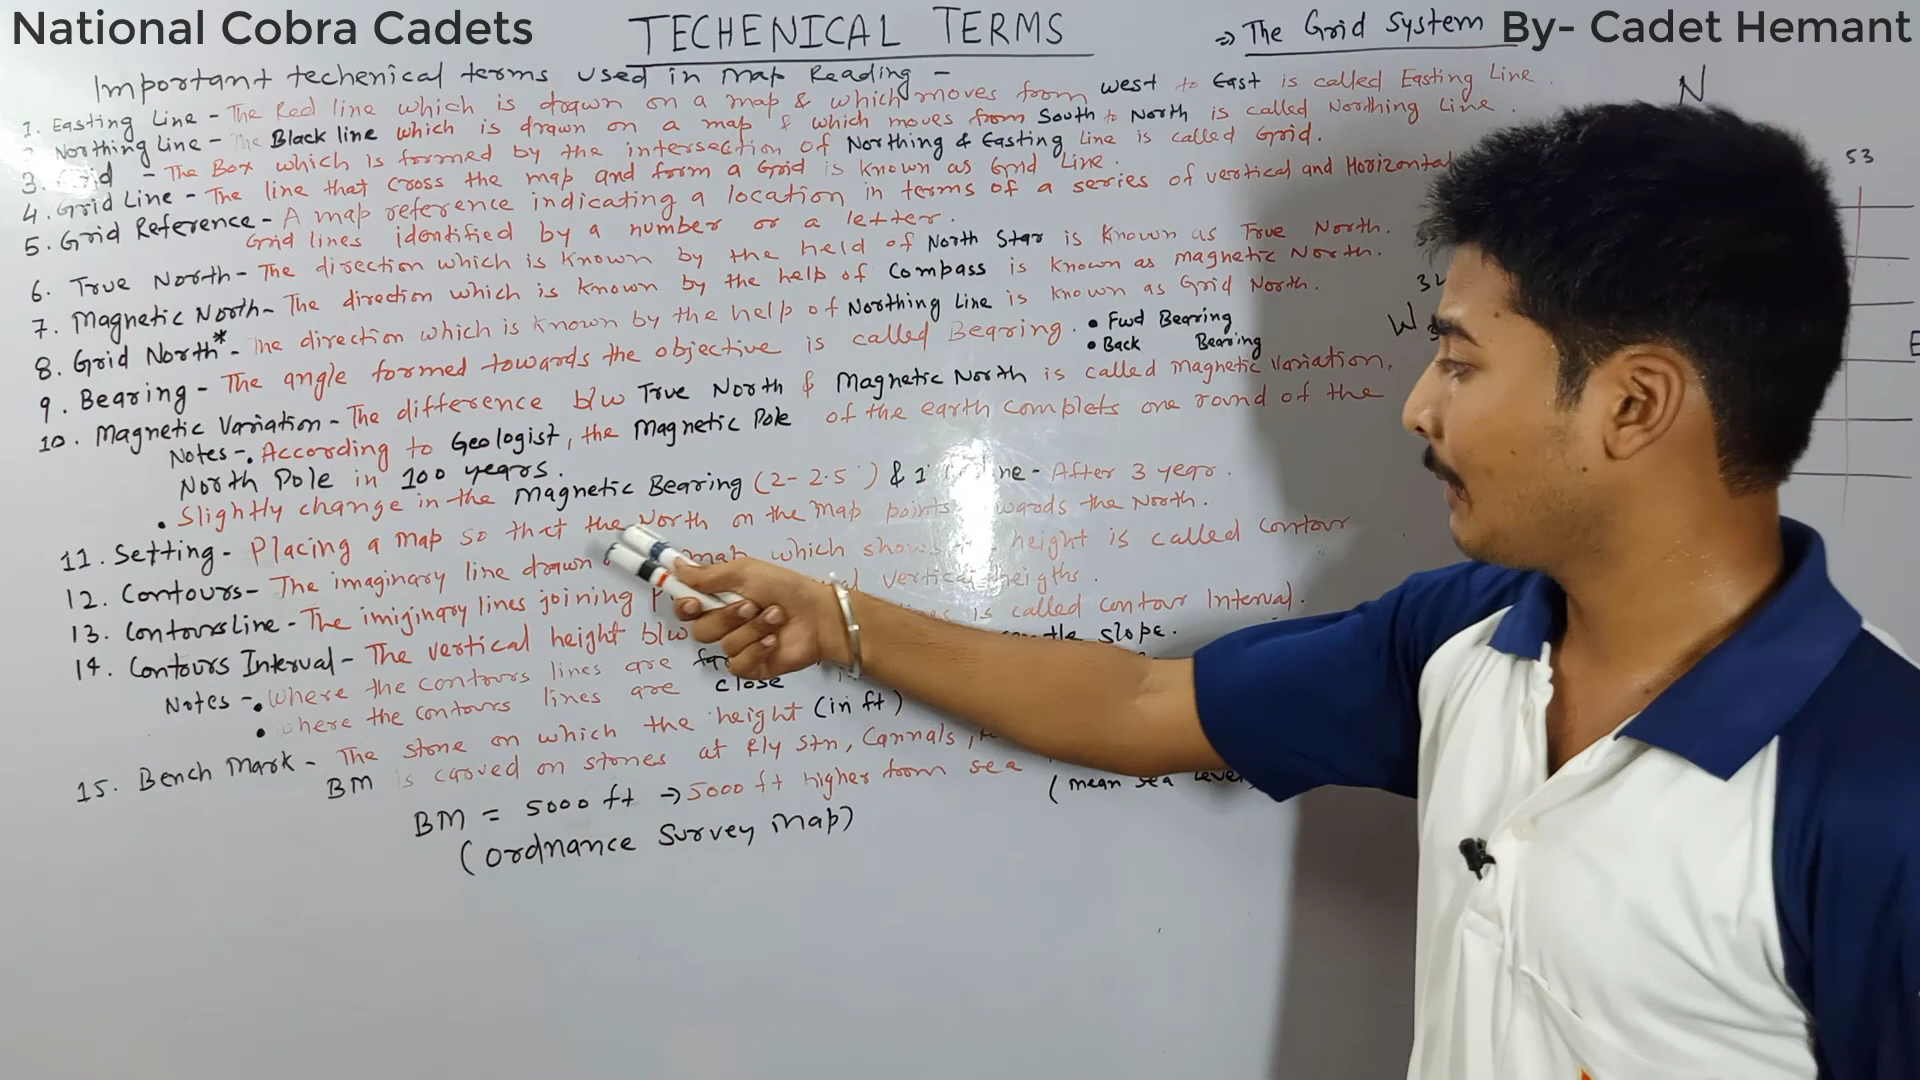 National Cobra Cadets
TECHENICAL TERMS
⇒ The Grid System
By- Cadet Hemant
Important techenical terms used in map Reading -
1. Easting Line - The Red line which is drawn on a map & which moves from west to East is called Easting Line.
Northing Line - The Black line which is drawn on a map & which moves from South to North is called Northing Line.
3. Grid - The Box which is formed by the intersection of Northing & Easting Line is called Grid.
4. Grid Line - The line that cross the map and form a Grid is known as Grid Line.
5. Grid Reference - A map reference indicating a location in terms of a series of vertical and Horizontal
Grid lines identified by a number or a letter.
6. True North - The direction which is known by the held of North Star is known as True North.
7. Magnetic North - The direction which is known by the help of Compass is known as magnetic North.
8. Grid North* - The direction which is known by the help of Northing Line is known as Grid North.
9. Bearing - The angle formed towards the objective is called Bearing.
• Fwd Bearing
• Back Bearing
10. Magnetic Variation - The difference b/w True North & Magnetic North is called magnetic Variation.
Notes -. According to Geologist, the Magnetic Pole of the earth complets one round of the
North Pole in 100 years.
• Slightly change in the magnetic Bearing (2- 2.5 ) & 1 - After 3 year.
11. Setting - Placing a map so that the North on the map points the North.
12. Contours - The imaginary line drawn map which shows height is called contour
13. Contours Line - The imiginary lines joining vertical heigths.
14. Contours Interval - The vertical height b/w is called contour Interval.
Notes -. Where the contours lines are slope.
• where the contours lines are close
15. Bench Mark - The stone on which the height (in ft)
BM is carved on stones at Rly Stn, Cannals,
BM = 5000 ft → 5000 ft higher from sea
(mean sea level
(ordnance survey map)
N
53
W
E